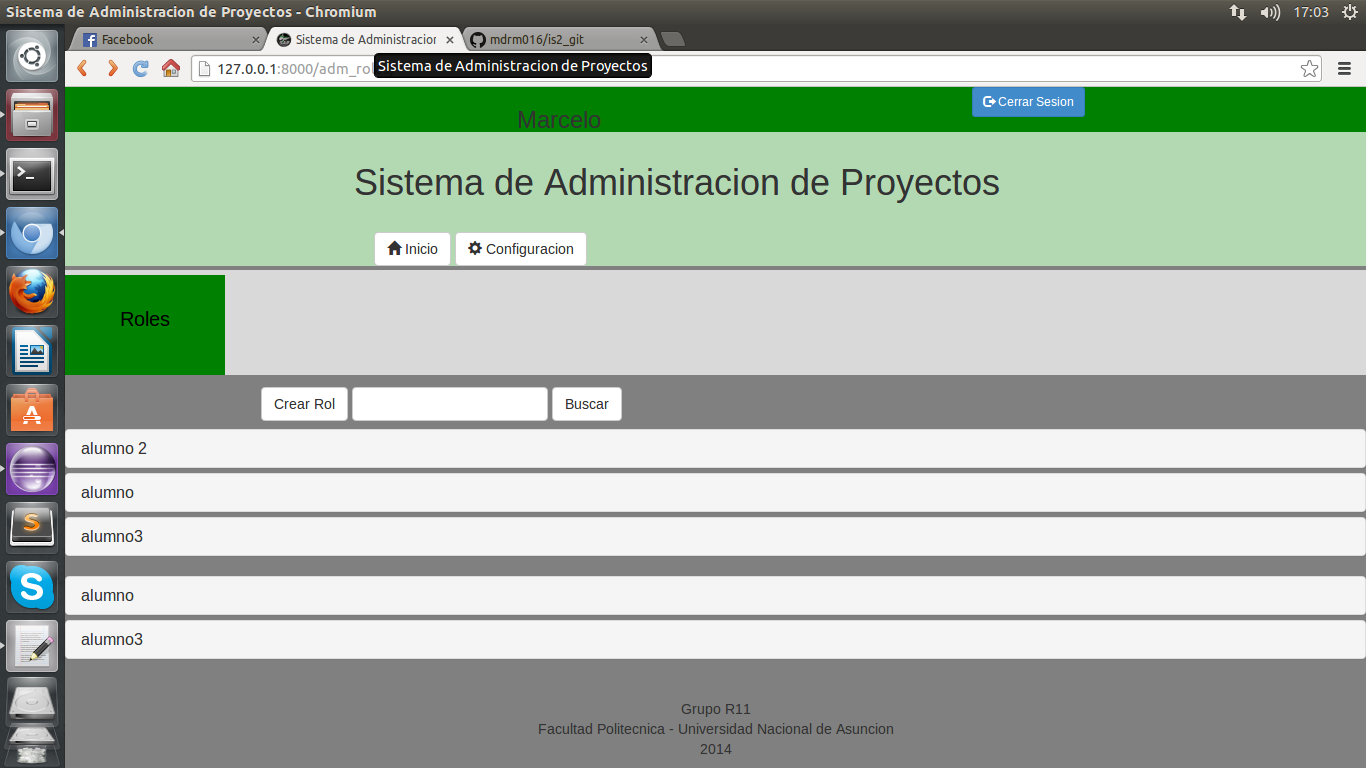 Sistema de Administracion de Proyectos - Chromium
17:03
Facebook
Sistema de Administracion
mdrm016/is2_git
127.0.0.1:8000/adm_rol
Sistema de Administracion de Proyectos
Marcelo
Cerrar Sesion
Sistema de Administracion de Proyectos
Inicio
Configuracion
Roles
Crear Rol
Buscar
alumno 2
alumno
alumno3
alumno
alumno3
Grupo R11
Facultad Politecnica - Universidad Nacional de Asuncion
2014